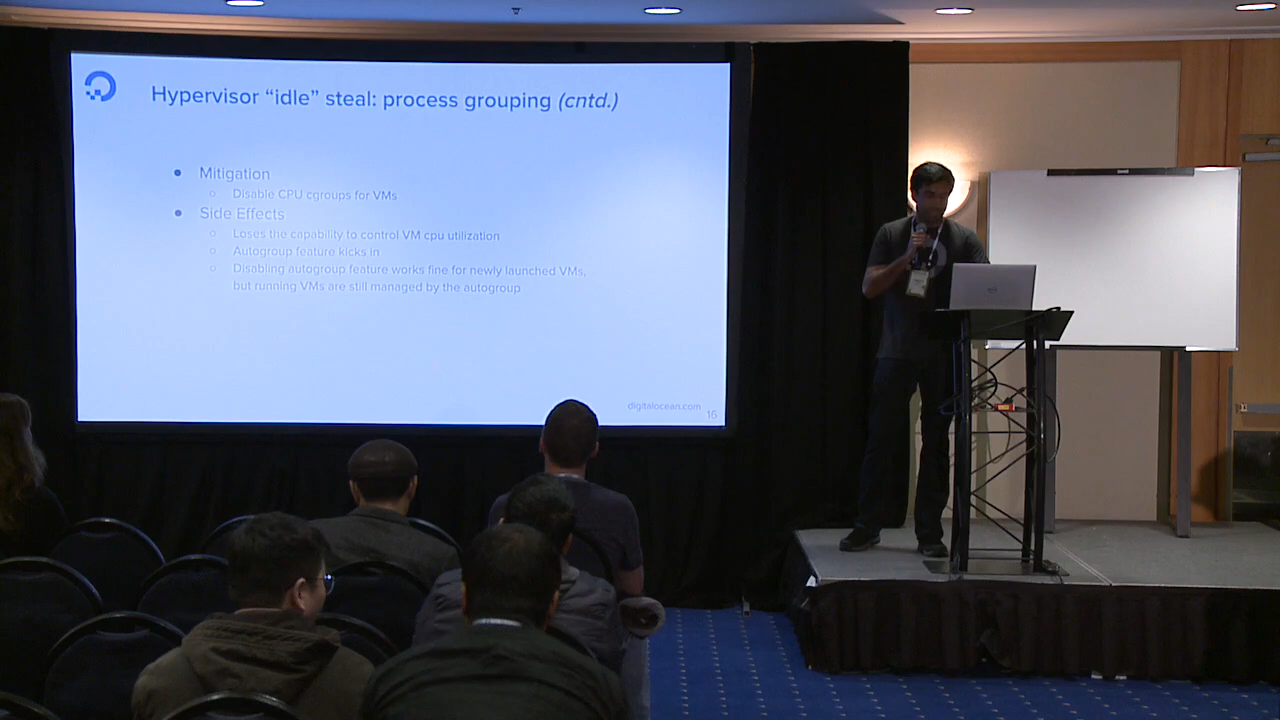 Hypervisor “idle” steal: process grouping (cntd.)
Mitigation
Disable CPU cgroups for VMs
Side Effects
Loses the capability to control VM cpu utilization
Autogroup feature kicks in
Disabling autogroup feature works fine for newly launched VMs,
but running VMs are still managed by the autogroup
digitalocean.com
16